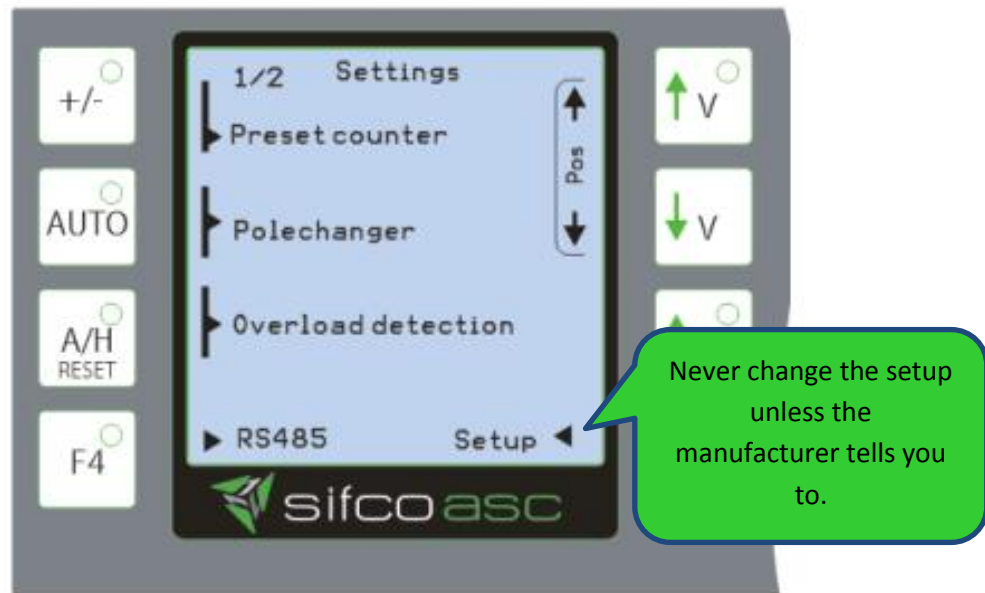 +/-
AUTO
A/H
RESET
F4
1/2 Settings
Preset counter
Pos
Polechanger
Overload detection
RS485 Setup
sifco asc
V
V
Never change the setup
unless the
manufacturer tells you
to.